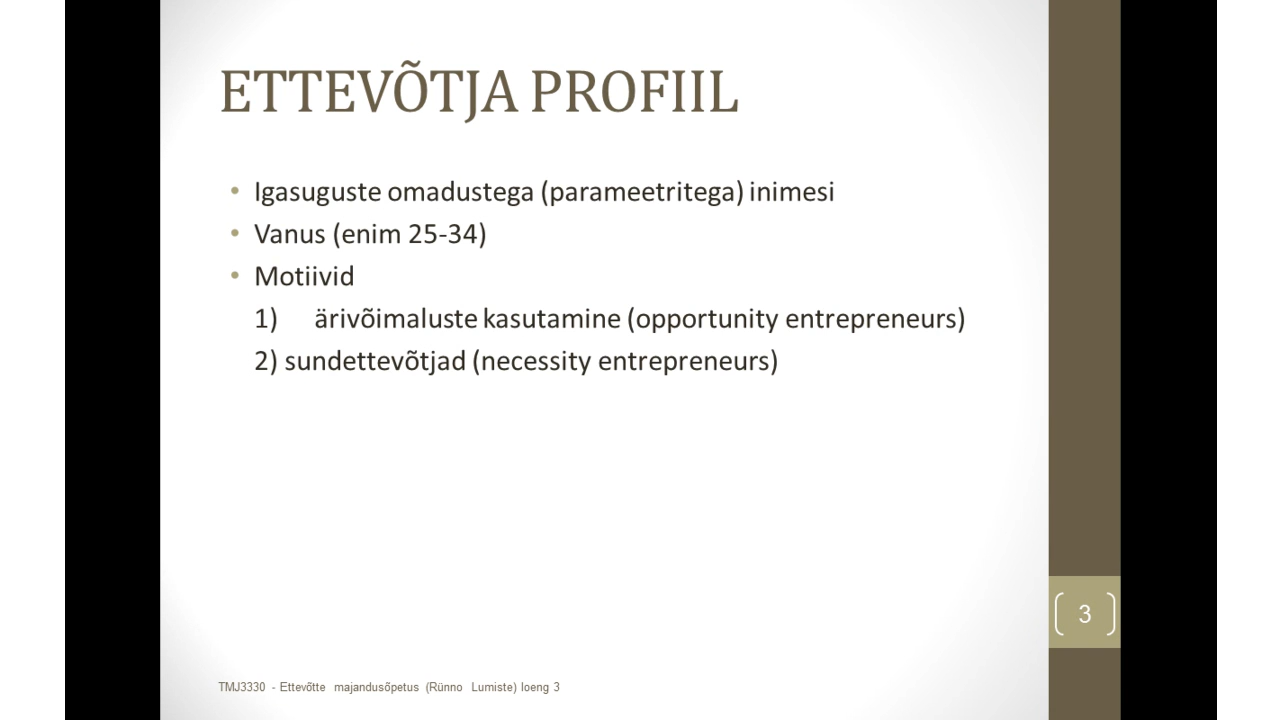 ETTEVÕTJA PROFIIL
• Igasuguste omadustega (parameetritega) inimesi
• Vanus (enim 25-34)
• Motiivid
1) ärivõimaluste kasutamine (opportunity entrepreneurs)
2) sundettevõtjad (necessity entrepreneurs)
3
TMJ3330 - Ettevõtte majandusõpetus (Rünno Lumiste) loeng 3